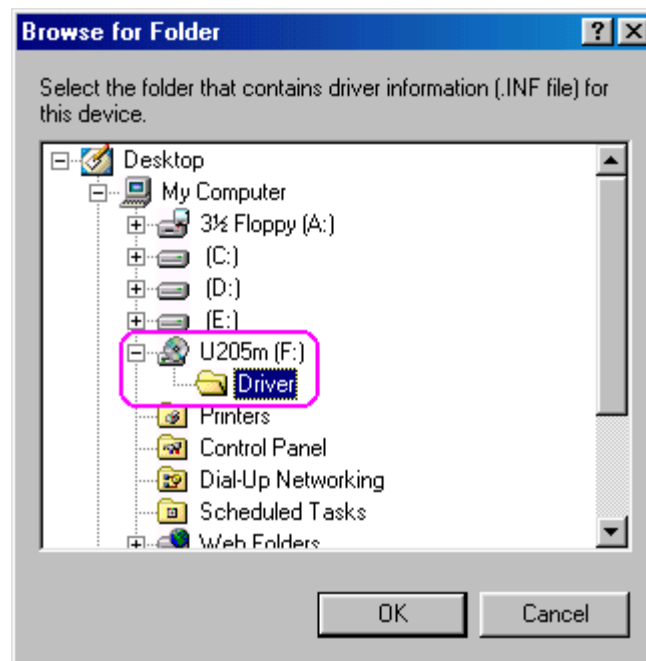 Browse for Folder
Select the folder that contains driver information (.INF file) for
this device.
Desktop
My Computer
3½ Floppy (A:)
(C:)
(D:)
(E:)
U205m (F:)
Driver
Printers
Control Panel
Dial-Up Networking
Scheduled Tasks
Web Folders
OK Cancel